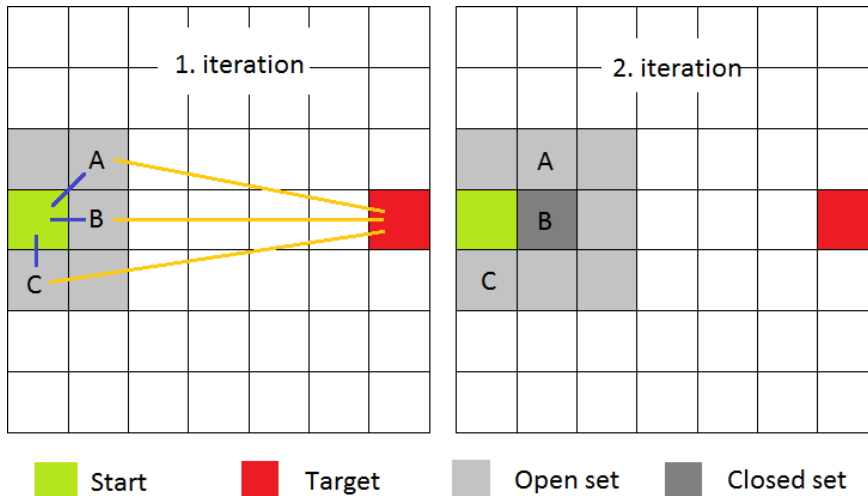 1. iteration
A
B
C
2. iteration
A
B
C
Start
Target
Open set
Closed set